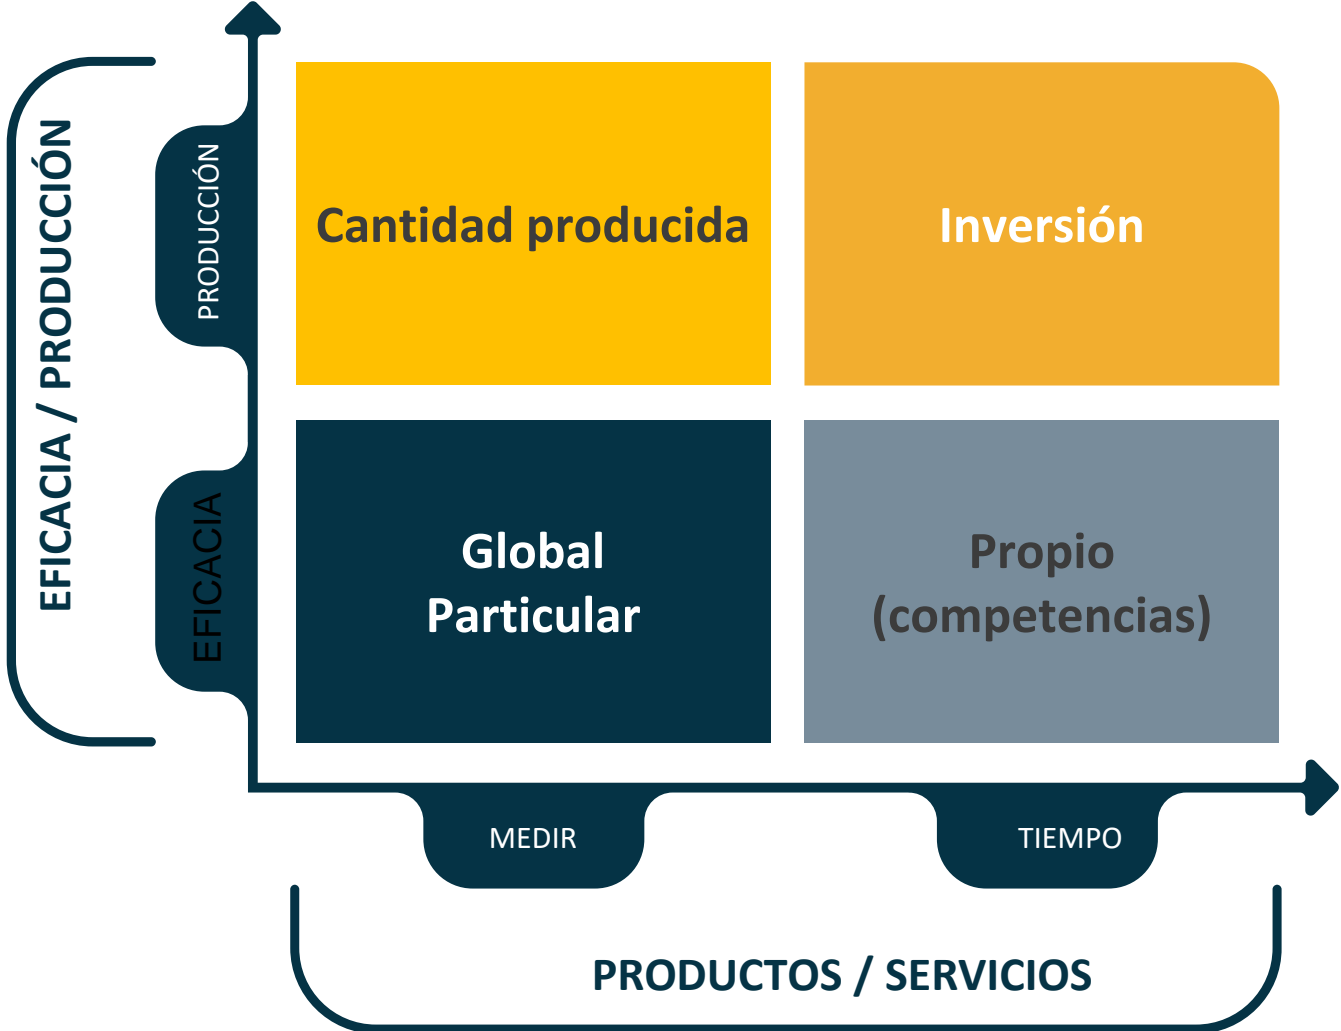 EFICACIA / PRODUCCIÓN
PRODUCCIÓN
Cantidad producida
Inversión
EFICACIA
Global
Particular
Propio
(competencias)
MEDIR
TIEMPO
PRODUCTOS / SERVICIOS